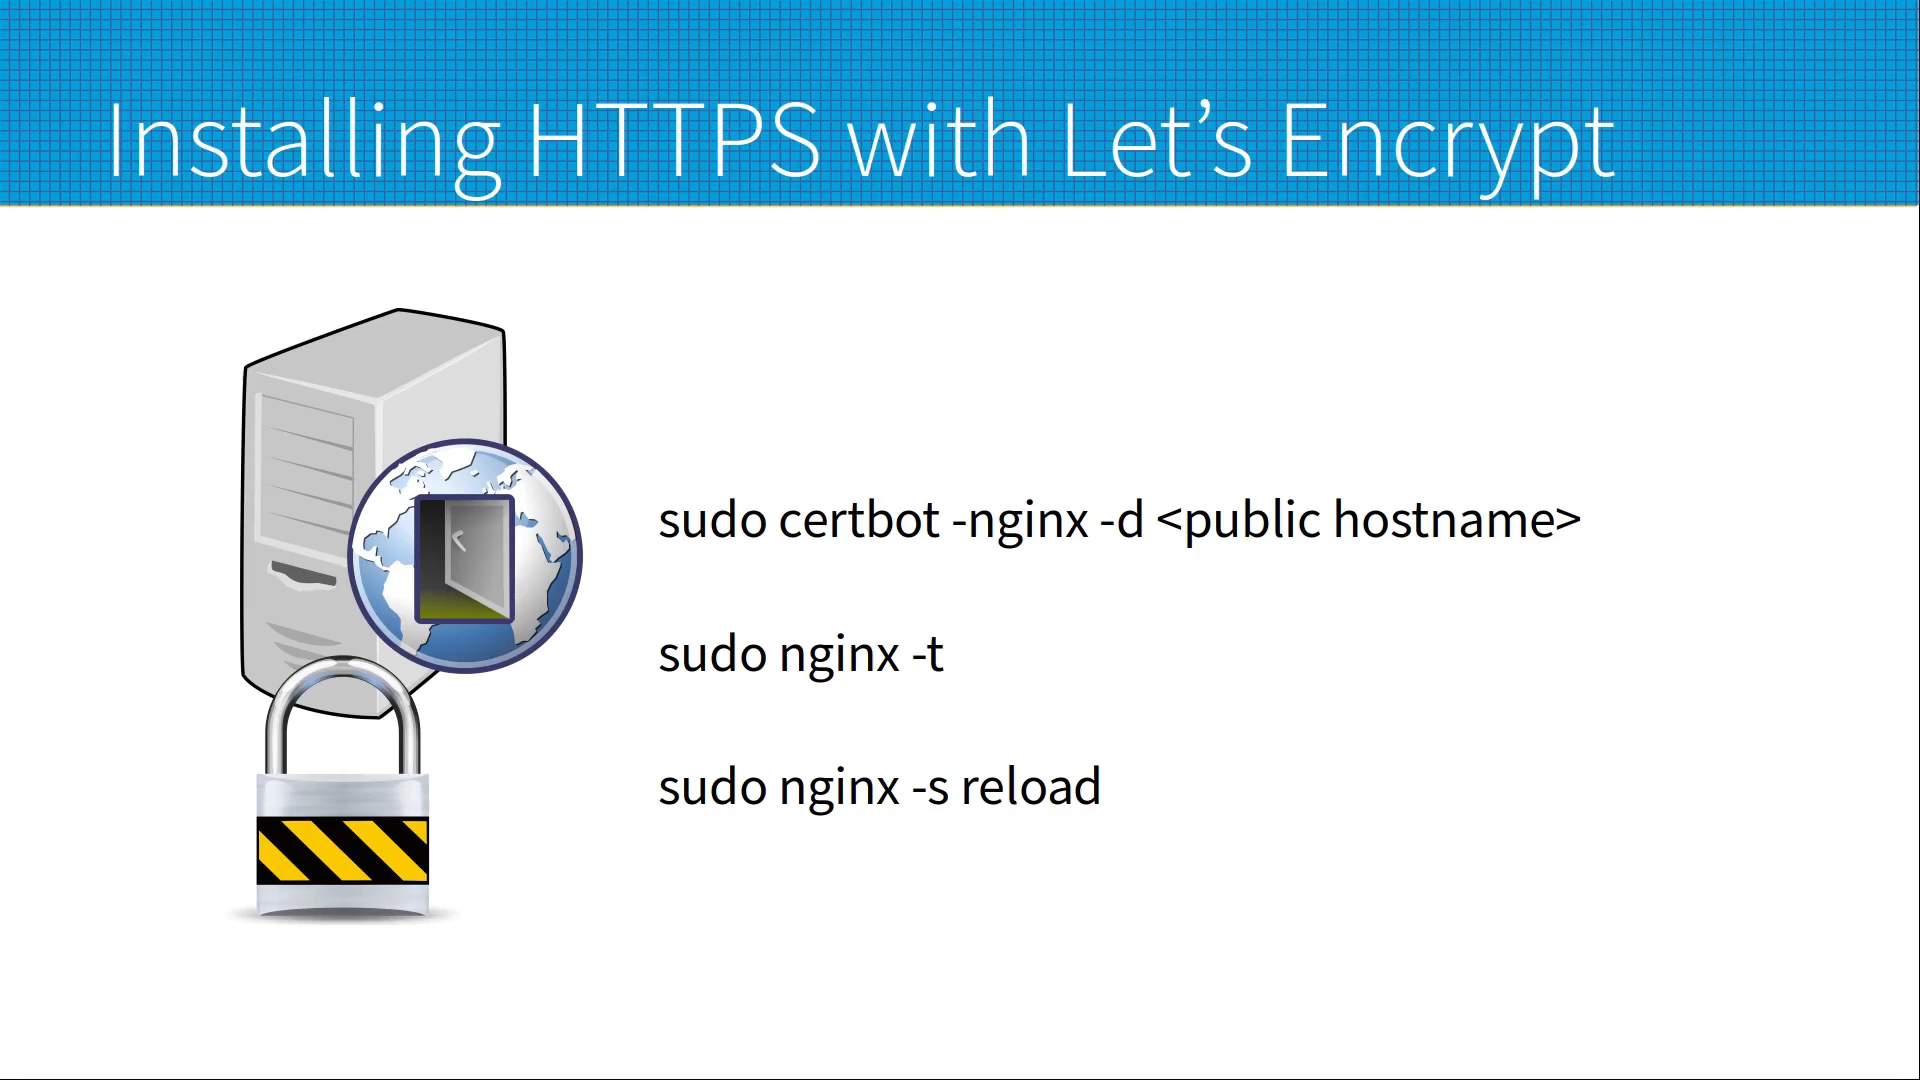 Installing HTTPS with Let’s Encrypt
sudo certbot -nginx -d <public hostname>
sudo nginx -t
sudo nginx -s reload